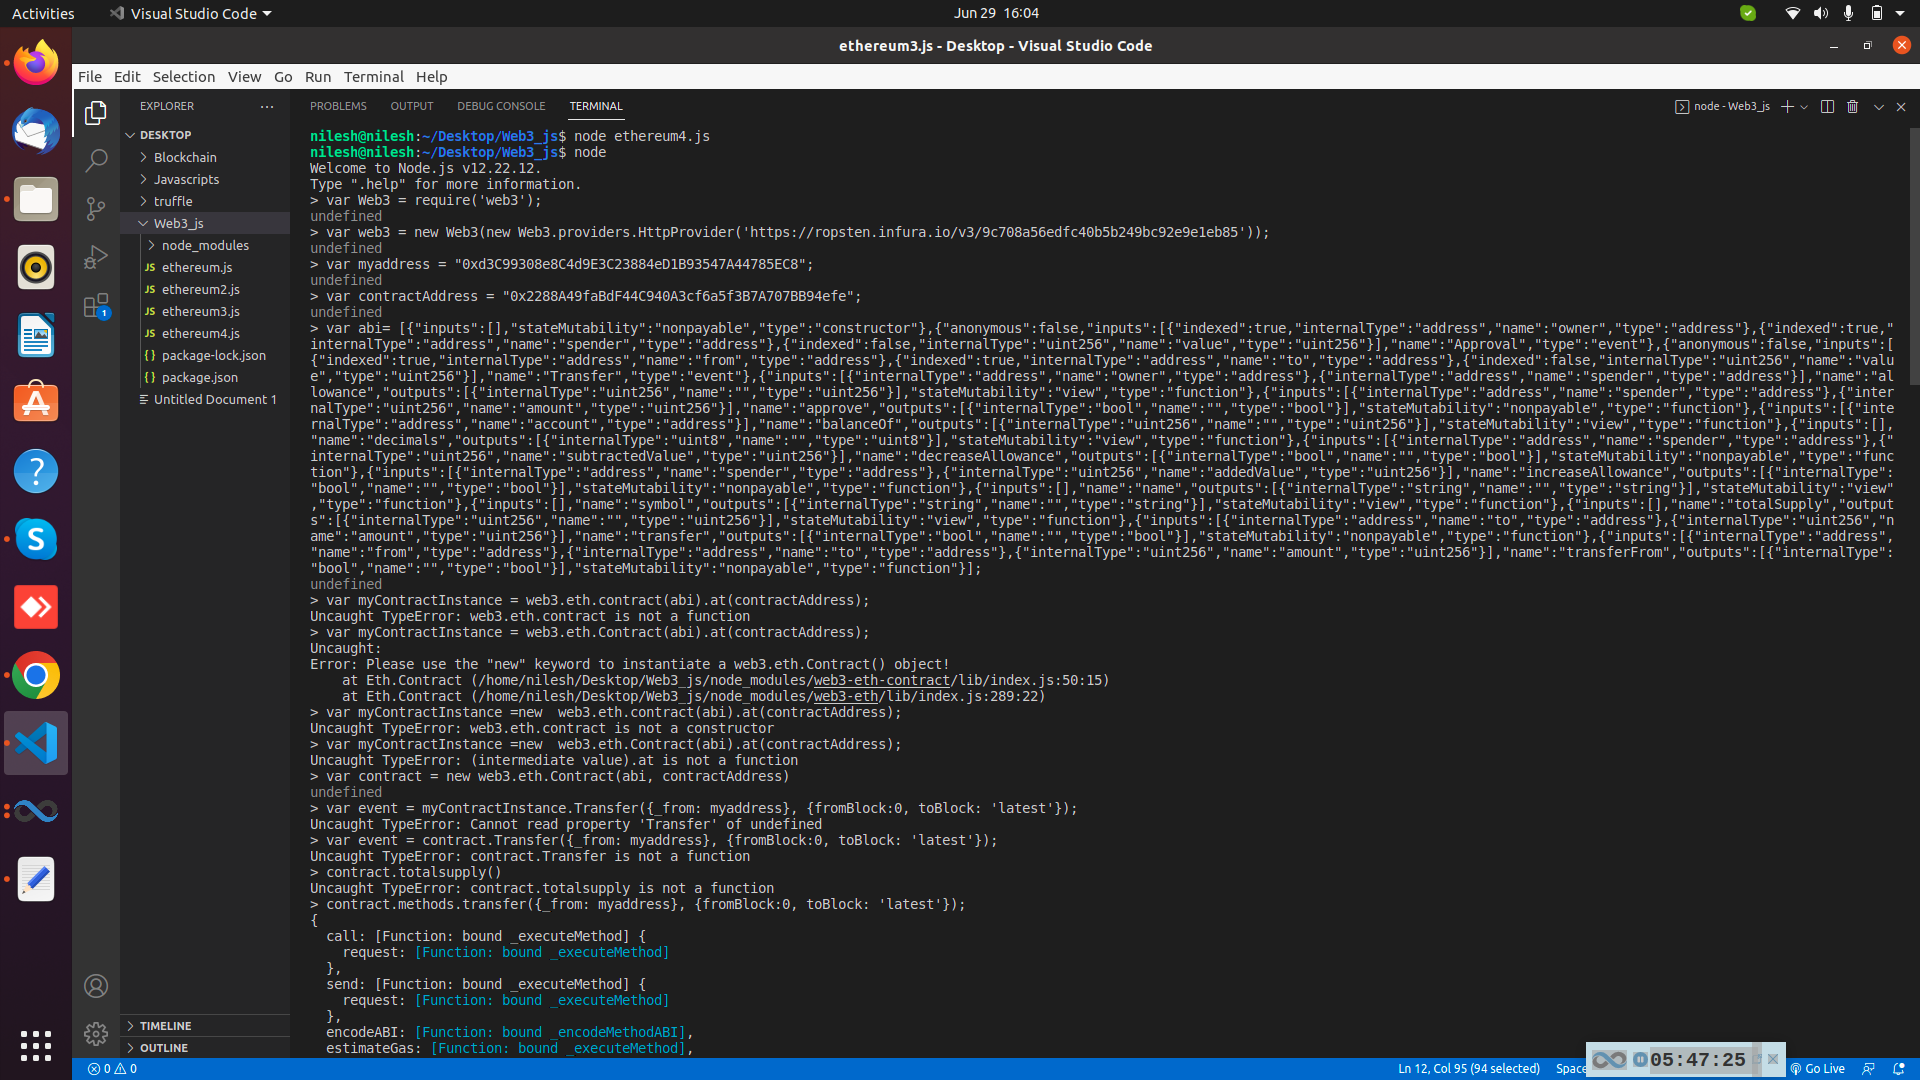 Activities
Visual Studio Code
Jun 29 16:04
ethereum3.js - Desktop - Visual Studio Code
File Edit Selection View Go Run Terminal Help
EXPLORER
DESKTOP
Blockchain
Javascripts
truffle
Web3_js
node_modules
JS ethereum.js
JS ethereum2.js
JS ethereum3.js
JS ethereum4.js
{} package-lock.json
{} package.json
Untitled Document 1
TIMELINE
OUTLINE
PROBLEMS OUTPUT DEBUG CONSOLE TERMINAL
node - Web3_js
nilesh@nilesh:~/Desktop/Web3_js$ node ethereum4.js
nilesh@nilesh:~/Desktop/Web3_js$ node
Welcome to Node.js v12.22.12.
Type ".help" for more information.
> var Web3 = require('web3');
undefined
> var web3 = new Web3(new Web3.providers.HttpProvider('https://ropsten.infura.io/v3/9c708a56edfc40b5b249bc92e9e1eb85'));
undefined
> var myaddress = "0xd3C99308e8C4d9E3C23884eD1B93547A44785EC8";
undefined
> var contractAddress = "0x2288A49faBdF44C940A3cf6a5f3B7A707BB94efe";
undefined
> var abi= [{"inputs":[],"stateMutability":"nonpayable","type":"constructor"},{"anonymous":false,"inputs":[{"indexed":true,"internalType":"address","name":"owner","type":"address"},{"indexed":true,"
internalType":"address","name":"spender","type":"address"},{"indexed":false,"internalType":"uint256","name":"value","type":"uint256"}],"name":"Approval","type":"event"},{"anonymous":false,"inputs":[
{"indexed":true,"internalType":"address","name":"from","type":"address"},{"indexed":true,"internalType":"address","name":"to","type":"address"},{"indexed":false,"internalType":"uint256","name":"valu
e","type":"uint256"}],"name":"Transfer","type":"event"},{"inputs":[{"internalType":"address","name":"owner","type":"address"},{"internalType":"address","name":"spender","type":"address"}],"name":"al
lowance","outputs":[{"internalType":"uint256","name":"","type":"uint256"}],"stateMutability":"view","type":"function"},{"inputs":[{"internalType":"address","name":"spender","type":"address"},{"inter
nalType":"uint256","name":"amount","type":"uint256"}],"name":"approve","outputs":[{"internalType":"bool","name":"","type":"bool"}],"stateMutability":"nonpayable","type":"function"},{"inputs":[{"inte
rnalType":"address","name":"account","type":"address"}],"name":"balanceOf","outputs":[{"internalType":"uint256","name":"","type":"uint256"}],"stateMutability":"view","type":"function"},{"inputs":[],
"name":"decimals","outputs":[{"internalType":"uint8","name":"","type":"uint8"}],"stateMutability":"view","type":"function"},{"inputs":[{"internalType":"address","name":"spender","type":"address"},{"
internalType":"uint256","name":"subtractedValue","type":"uint256"}],"name":"decreaseAllowance","outputs":[{"internalType":"bool","name":"","type":"bool"}],"stateMutability":"nonpayable","type":"func
tion"},{"inputs":[{"internalType":"address","name":"spender","type":"address"},{"internalType":"uint256","name":"addedValue","type":"uint256"}],"name":"increaseAllowance","outputs":[{"internalType":
"bool","name":"","type":"bool"}],"stateMutability":"nonpayable","type":"function"},{"inputs":[],"name":"name","outputs":[{"internalType":"string","name":"","type":"string"}],"stateMutability":"view"
,"type":"function"},{"inputs":[],"name":"symbol","outputs":[{"internalType":"string","name":"","type":"string"}],"stateMutability":"view","type":"function"},{"inputs":[],"name":"totalSupply","output
s":[{"internalType":"uint256","name":"","type":"uint256"}],"stateMutability":"view","type":"function"},{"inputs":[{"internalType":"address","name":"to","type":"address"},{"internalType":"uint256","n
ame":"amount","type":"uint256"}],"name":"transfer","outputs":[{"internalType":"bool","name":"","type":"bool"}],"stateMutability":"nonpayable","type":"function"},{"inputs":[{"internalType":"address",
"name":"from","type":"address"},{"internalType":"address","name":"to","type":"address"},{"internalType":"uint256","name":"amount","type":"uint256"}],"name":"transferFrom","outputs":[{"internalType":
"bool","name":"","type":"bool"}],"stateMutability":"nonpayable","type":"function"}];
undefined
> var myContractInstance = web3.eth.contract(abi).at(contractAddress);
Uncaught TypeError: web3.eth.contract is not a function
> var myContractInstance = web3.eth.Contract(abi).at(contractAddress);
Uncaught:
Error: Please use the "new" keyword to instantiate a web3.eth.Contract() object!
at Eth.Contract (/home/nilesh/Desktop/Web3_js/node_modules/web3-eth-contract/lib/index.js:50:15)
at Eth.Contract (/home/nilesh/Desktop/Web3_js/node_modules/web3-eth/lib/index.js:289:22)
> var myContractInstance =new  web3.eth.contract(abi).at(contractAddress);
Uncaught TypeError: web3.eth.contract is not a constructor
> var myContractInstance =new  web3.eth.Contract(abi).at(contractAddress);
Uncaught TypeError: (intermediate value).at is not a function
> var contract = new web3.eth.Contract(abi, contractAddress)
undefined
> var event = myContractInstance.Transfer({_from: myaddress}, {fromBlock:0, toBlock: 'latest'});
Uncaught TypeError: Cannot read property 'Transfer' of undefined
> var event = contract.Transfer({_from: myaddress}, {fromBlock:0, toBlock: 'latest'});
Uncaught TypeError: contract.Transfer is not a function
> contract.totalsupply()
Uncaught TypeError: contract.totalsupply is not a function
> contract.methods.transfer({_from: myaddress}, {fromBlock:0, toBlock: 'latest'});
{
call: [Function: bound _executeMethod] {
request: [Function: bound _executeMethod]
},
send: [Function: bound _executeMethod] {
request: [Function: bound _executeMethod]
},
encodeABI: [Function: bound _encodeMethodABI],
estimateGas: [Function: bound _executeMethod],
0 0
Ln 12, Col 95 (94 selected)
Space
05:47:25
Go Live
1